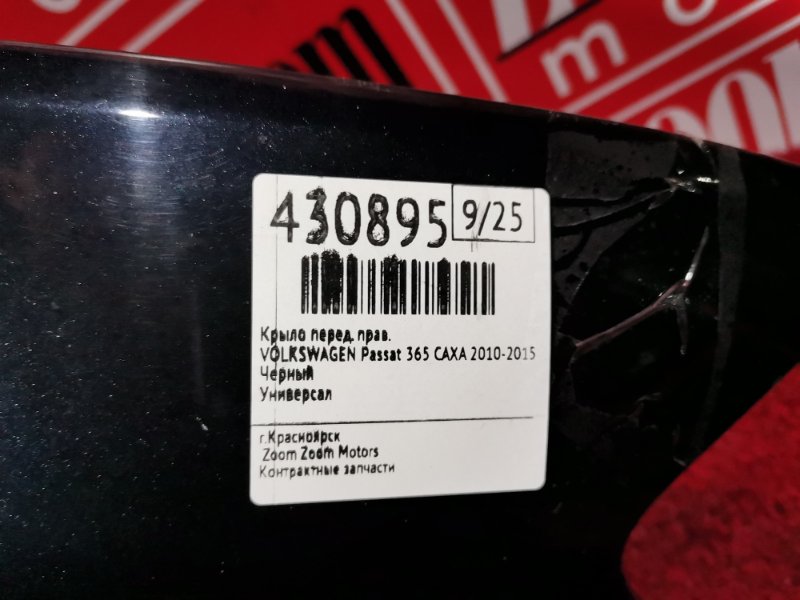 430895 9/25
Крыло перед. прав.
VOLKSWAGEN Passat 365 CAXA 2010-2015
Черный
Универсал
г.Красноярск
Zoom Zoom Motors
Контрактные запчасти